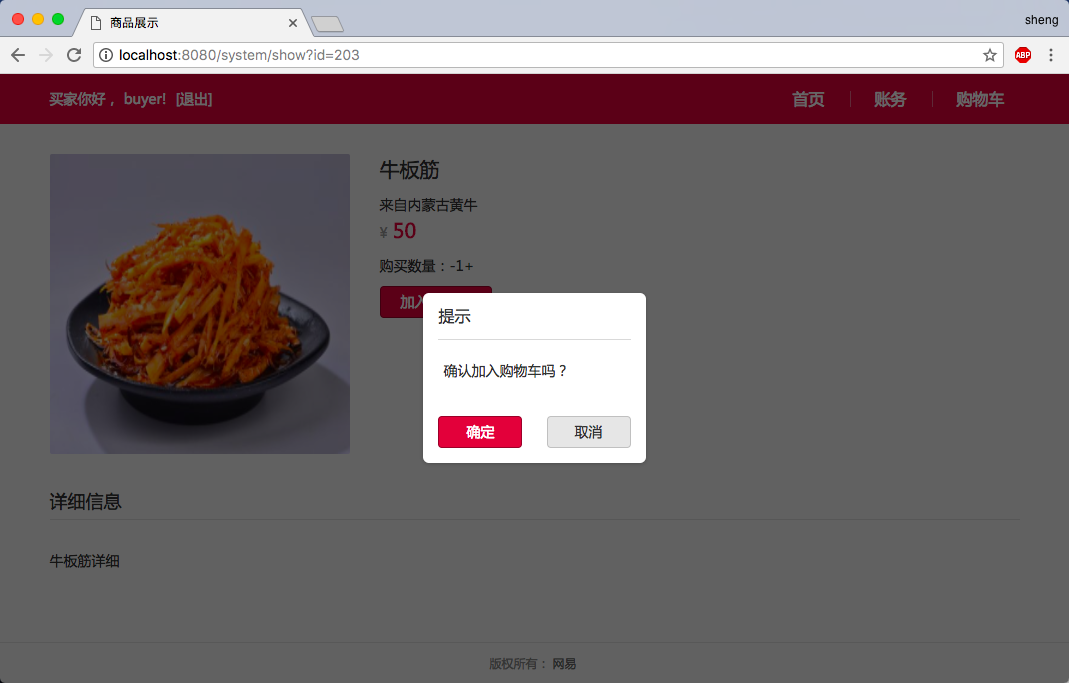 商品展示
sheng
localhost:8080/system/show?id=203
ABP
买家你好， buyer! [退出]
首页 账务 购物车
牛板筋
来自内蒙古黄牛
¥ 50
购买数量：-1+
加入
提示
确认加入购物车吗？
确定 取消
详细信息
牛板筋详细
版权所有： 网易